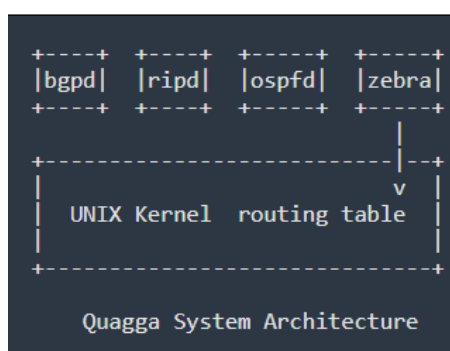 +----+  +----+  +-----+  +-----+
|bgpd|  |ripd|  |ospfd|  |zebra|
+----+  +----+  +-----+  +-----+
                            |
+---------------------------|--+
|                           v  |
|  UNIX Kernel  routing table  |
|                              |
+------------------------------+
Quagga System Architecture